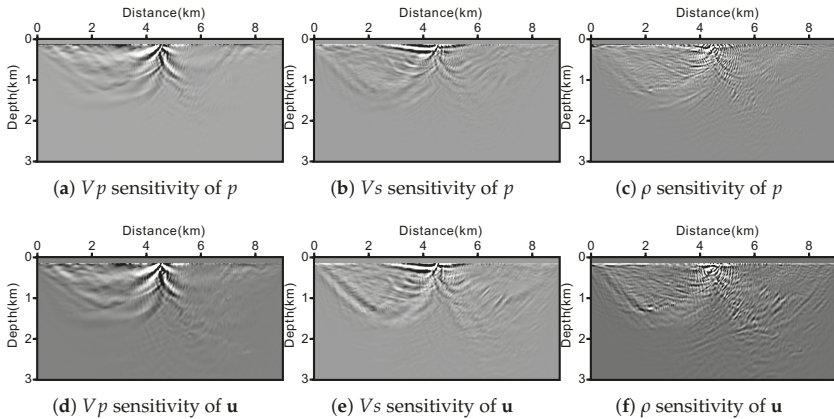 Distance(km) Distance(km) Distance(km)
0 2 4 6 8 0 2 4 6 8 0 2 4 6 8
Depth(km) Depth(km) Depth(km)
0 0 0
1 1 1
2 2 2
3 3 3
(a) Vp sensitivity of p (b) Vs sensitivity of p (c) ρ sensitivity of p
Distance(km) Distance(km) Distance(km)
0 2 4 6 8 0 2 4 6 8 0 2 4 6 8
Depth(km) Depth(km) Depth(km)
0 0 0
1 1 1
2 2 2
3 3 3
(d) Vp sensitivity of u (e) Vs sensitivity of u (f) ρ sensitivity of u